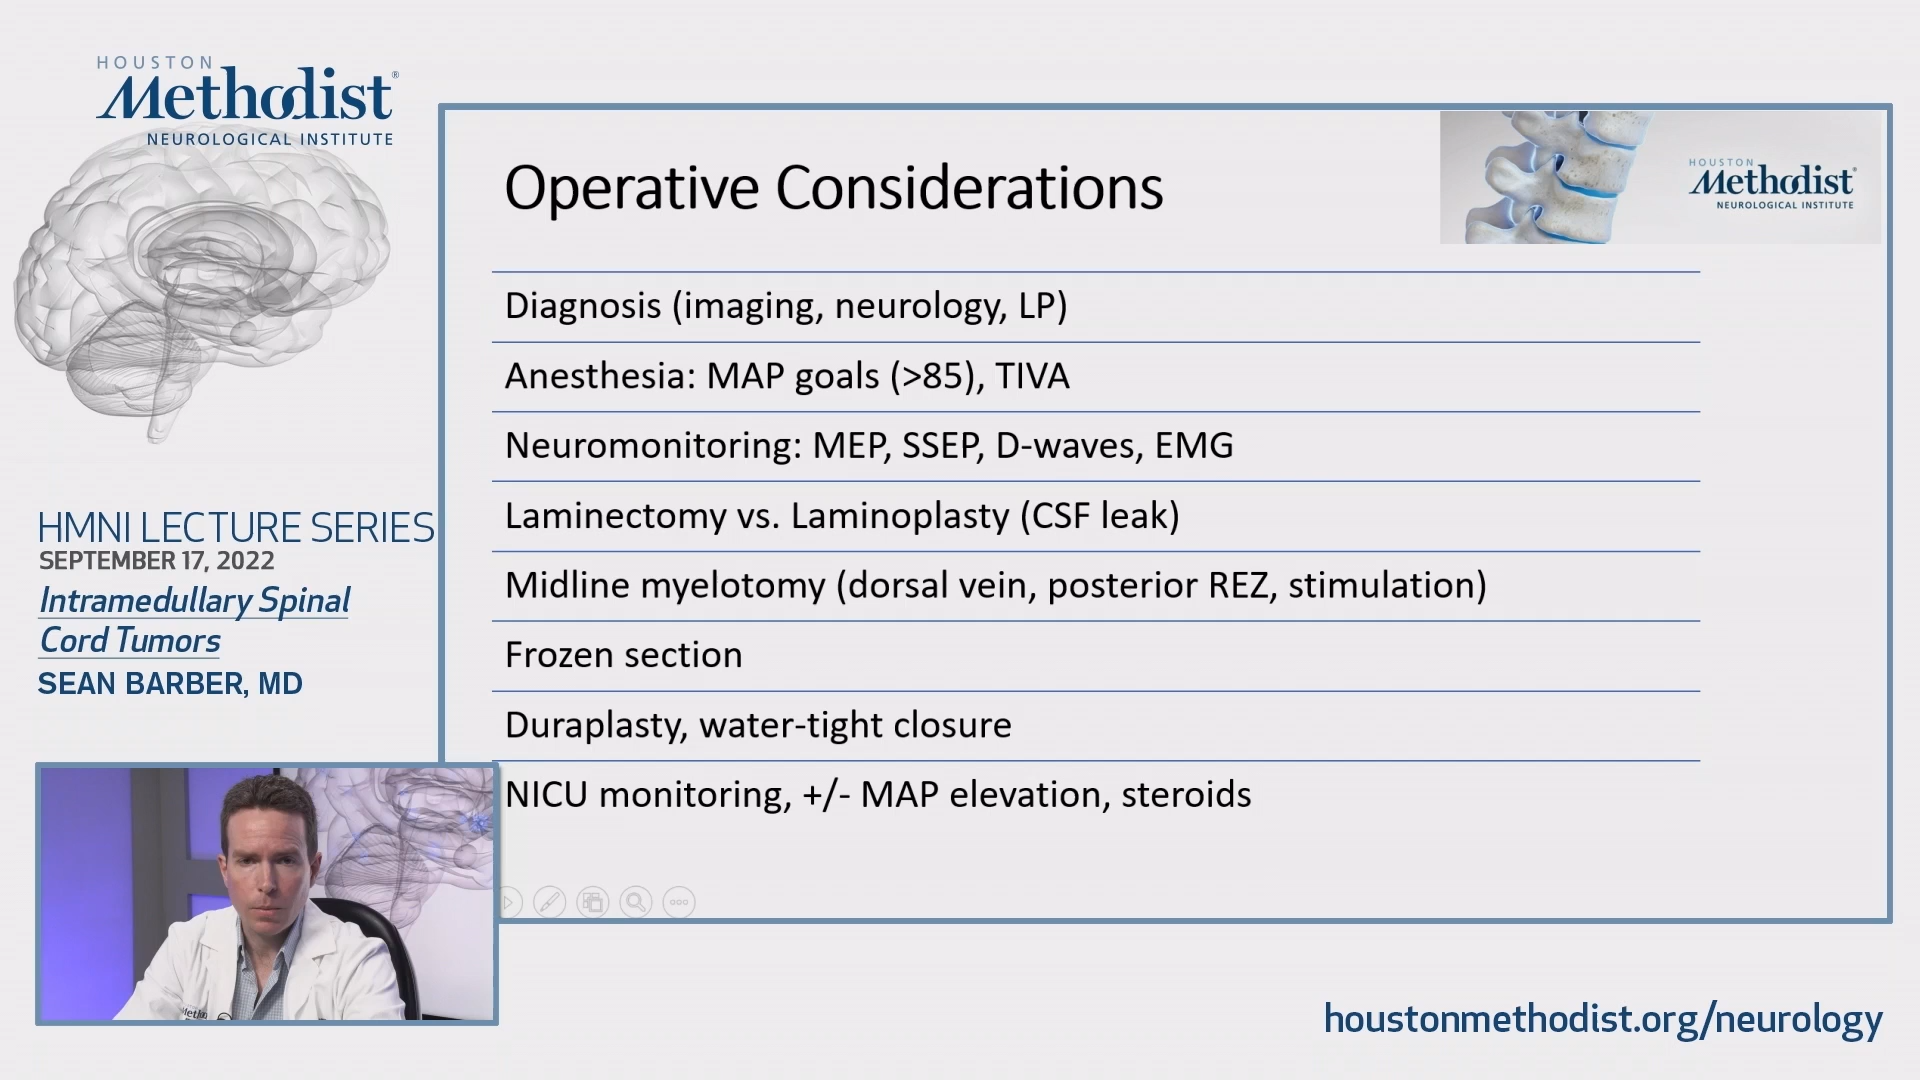 HOUSTON
Methodist®
NEUROLOGICAL INSTITUTE
HMNI LECTURE SERIES
SEPTEMBER 17, 2022
Intramedullary Spinal
Cord Tumors
SEAN BARBER, MD
Operative Considerations
HOUSTON
Methodist®
NEUROLOGICAL INSTITUTE
Diagnosis (imaging, neurology, LP)
Anesthesia: MAP goals (>85), TIVA
Neuromonitoring: MEP, SSEP, D-waves, EMG
Laminectomy vs. Laminoplasty (CSF leak)
Midline myelotomy (dorsal vein, posterior REZ, stimulation)
Frozen section
Duraplasty, water-tight closure
NICU monitoring, +/- MAP elevation, steroids
houstonmethodist.org/neurology